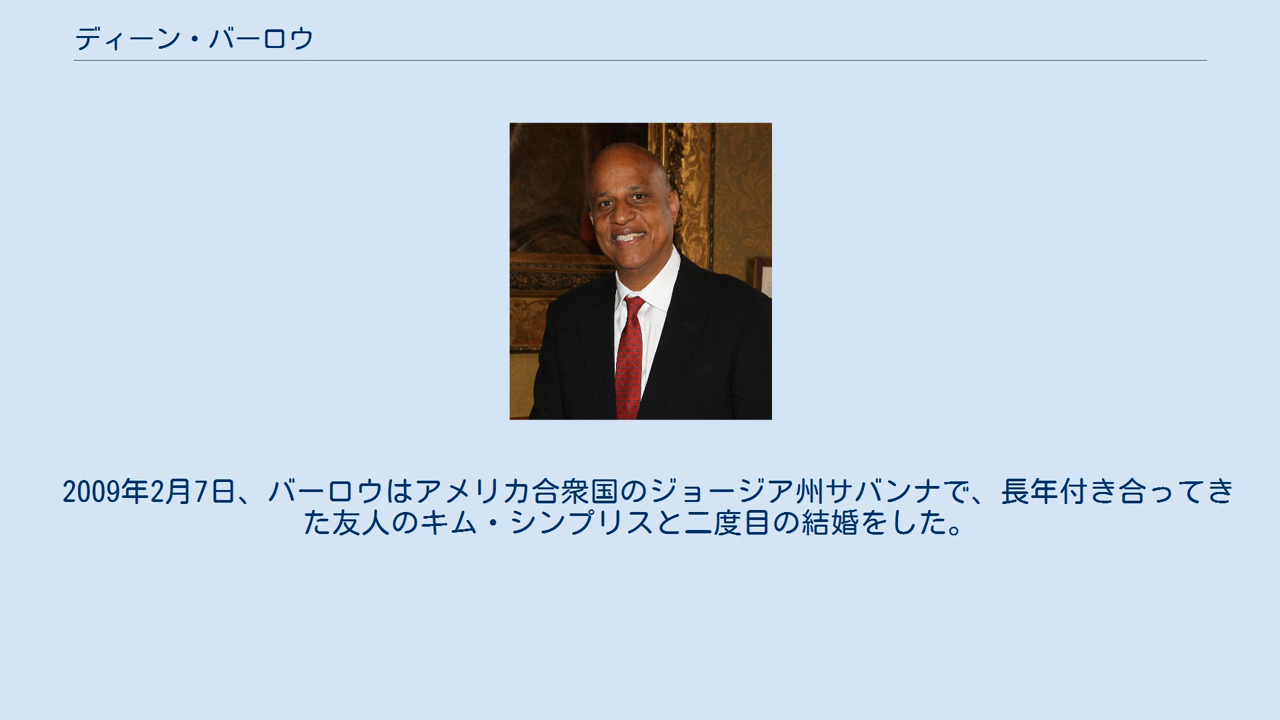 ディーン・バーロウ
2009年2月7日、バーロウはアメリカ合衆国のジョージア州サバンナで、長年付き合ってき
た友人のキム・シンプリスと二度目の結婚をした。